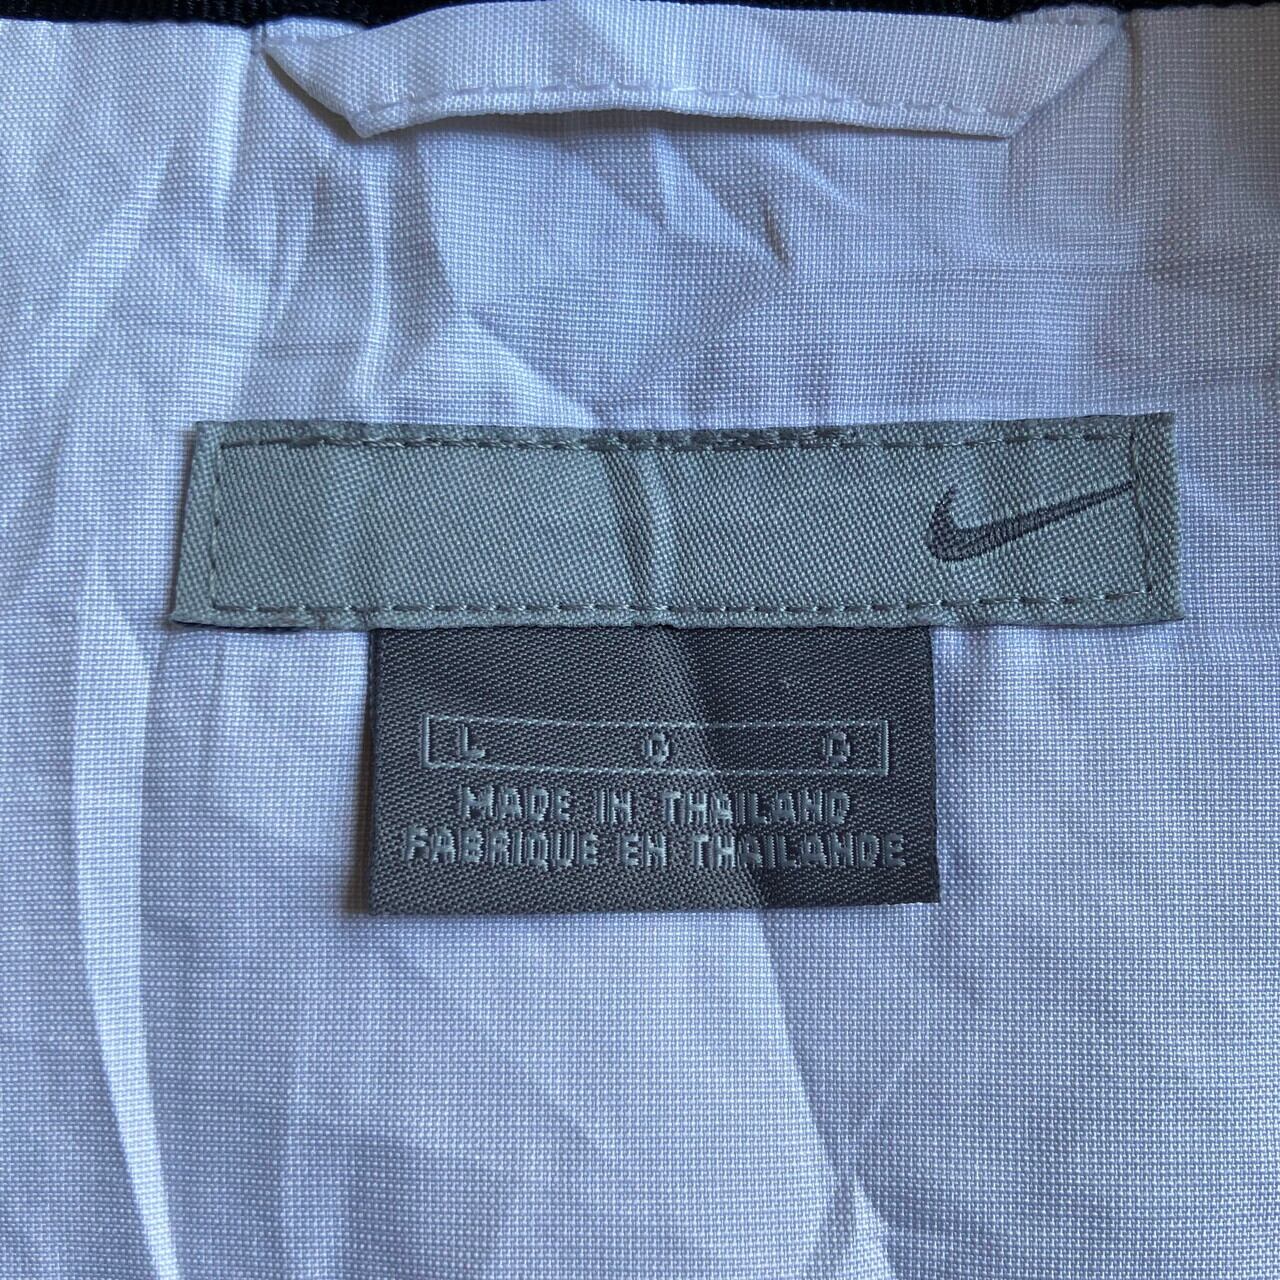 L G G
MADE IN THAILAND
FABRIQUE EN THAILANDE